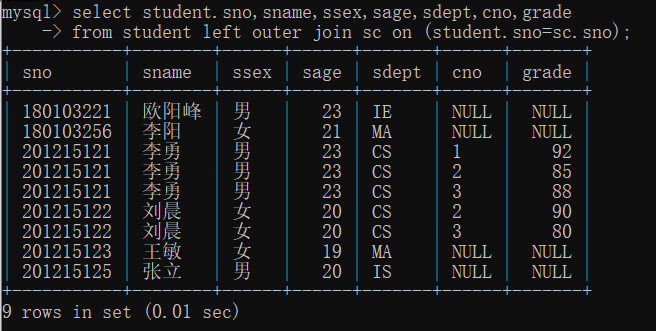 mysql> select student.sno,sname,ssex,sage,sdept,cno,grade
-> from student left outer join sc on (student.sno=sc.sno);
+-----------+--------+------+------+-------+------+-------+
| sno | sname | ssex | sage | sdept | cno | grade |
+-----------+--------+------+------+-------+------+-------+
| 180103221 | 欧阳峰 | 男 | 23 | IE | NULL | NULL |
| 180103256 | 李阳 | 女 | 21 | MA | NULL | NULL |
| 201215121 | 李勇 | 男 | 23 | CS | 1 | 92 |
| 201215121 | 李勇 | 男 | 23 | CS | 2 | 85 |
| 201215121 | 李勇 | 男 | 23 | CS | 3 | 88 |
| 201215122 | 刘晨 | 女 | 20 | CS | 2 | 90 |
| 201215122 | 刘晨 | 女 | 20 | CS | 3 | 80 |
| 201215123 | 王敏 | 女 | 19 | MA | NULL | NULL |
| 201215125 | 张立 | 男 | 20 | IS | NULL | NULL |
+-----------+--------+------+------+-------+------+-------+
9 rows in set (0.01 sec)